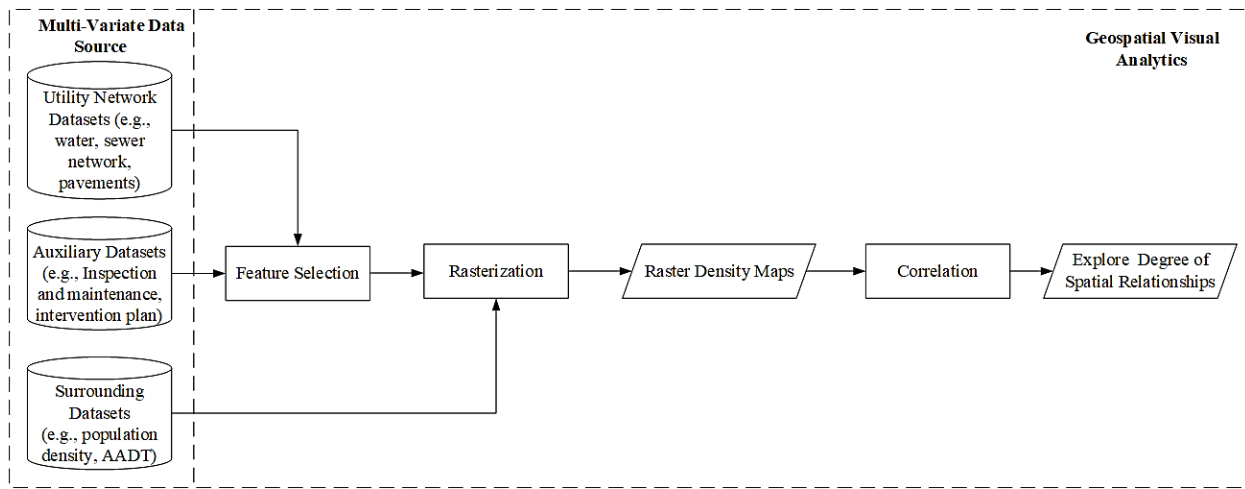 Multi-Variate Data
Source
Geospatial Visual
Analytics
Utility Network
Datasets (e.g.,
water, sewer
network,
pavements)
Auxiliary Datasets
(e.g., Inspection
and maintenance,
intervention plan)
Feature Selection
Rasterization
Raster Density Maps
Correlation
Explore Degree of
Spatial Relationships
Surrounding
Datasets
(e.g., population
density, AADT)